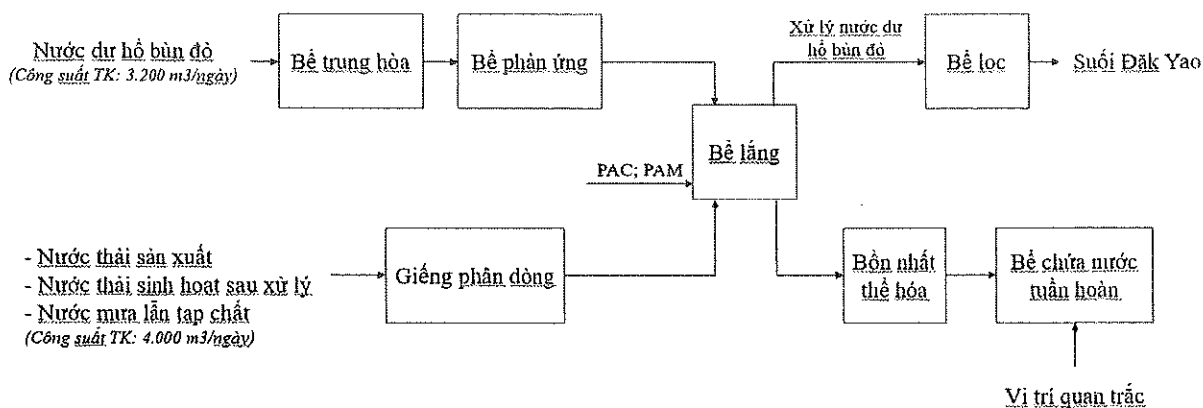 Nước dư hồ bùn đỏ
(Công suất TK: 3.200 m3/ngày)
Bể trung hòa
Bể phản ứng
Xử lý nước dư
hồ bùn đỏ
Bể lọc
Suối Đăk Yao
Bể lắng
PAC; PAM
- Nước thải sản xuất
- Nước thải sinh hoạt sau xử lý
- Nước mưa lẫn tạp chất
(Công suất TK: 4.000 m3/ngày)
Giếng phân dòng
Bồn nhất
thể hóa
Bể chứa nước
tuần hoàn
Vị trí quan trắc